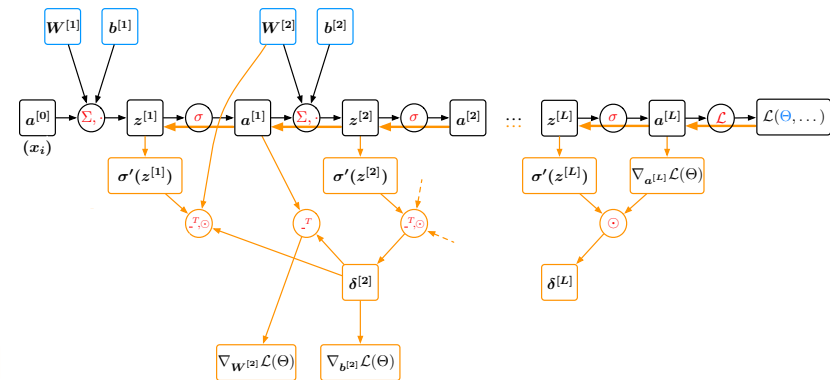 W^[1] b^[1] W^[2] b^[2]
a^[0] Σ,· z^[1] σ a^[1] Σ,· z^[2] σ a^[2] ... z^[L] σ a^[L] ℒ ℒ(Θ,...)
(x_i) ...
σ′(z^[1]) σ′(z^[2]) σ′(z^[L]) ∇_{a^[L]}ℒ(Θ)
·^T,⊙ ·^T ·^T,⊙ ⊙
δ^[2] δ^[L]
∇_{W^[2]}ℒ(Θ) ∇_{b^[2]}ℒ(Θ)